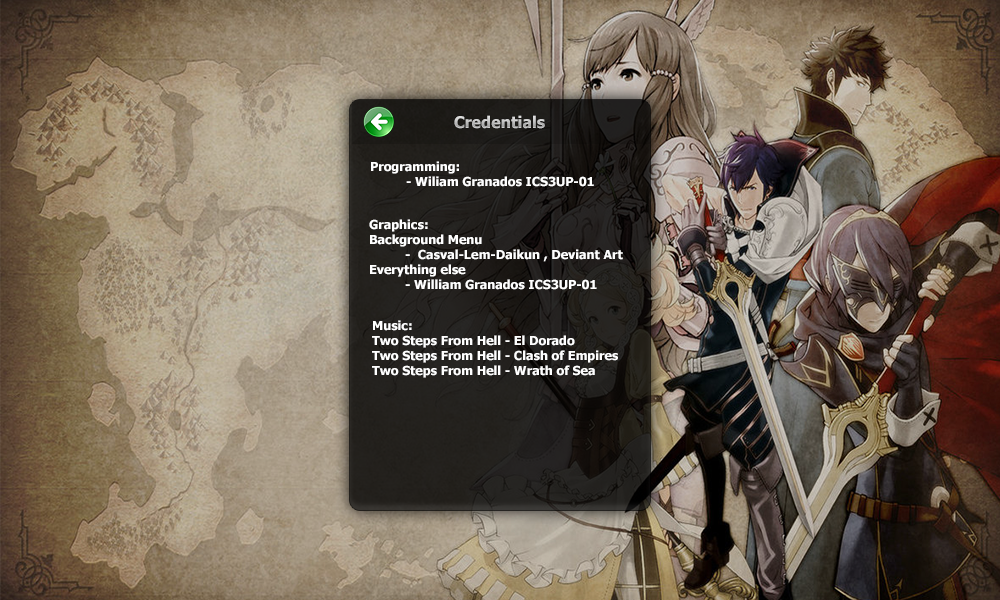 Credentials
Programming:
- Wiliam Granados ICS3UP-01
Graphics:
Background Menu
- Casval-Lem-Daikun , Deviant Art
Everything else
- William Granados ICS3UP-01
Music:
Two Steps From Hell - El Dorado
Two Steps From Hell - Clash of Empires
Two Steps From Hell - Wrath of Sea